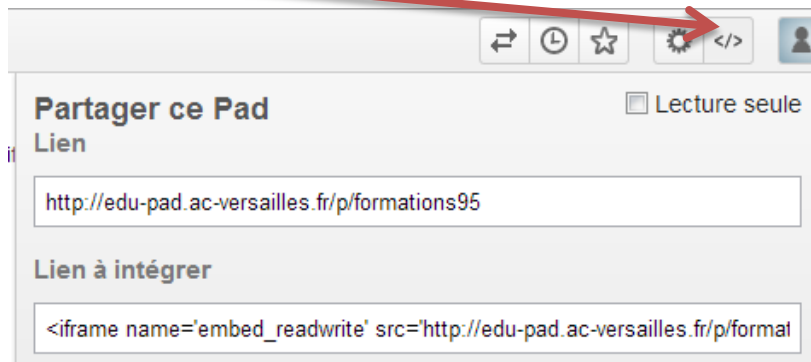 </>
Partager ce Pad
Lecture seule
Lien
if
http://edu-pad.ac-versailles.fr/p/formations95
Lien à intégrer
<iframe name='embed_readwrite' src='http://edu-pad.ac-versailles.fr/p/format